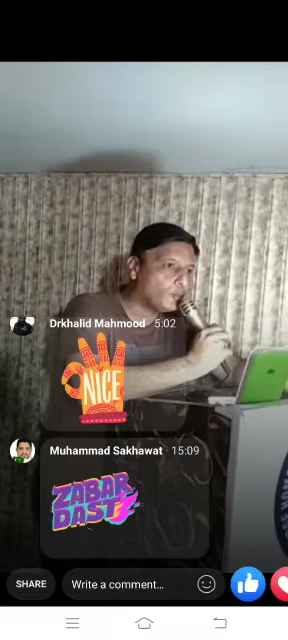 Drkhalid Mahmood 5:02
NICE
Muhammad Sakhawat · 15:09
ZABAR
DAST
SHARE
Write a comment...